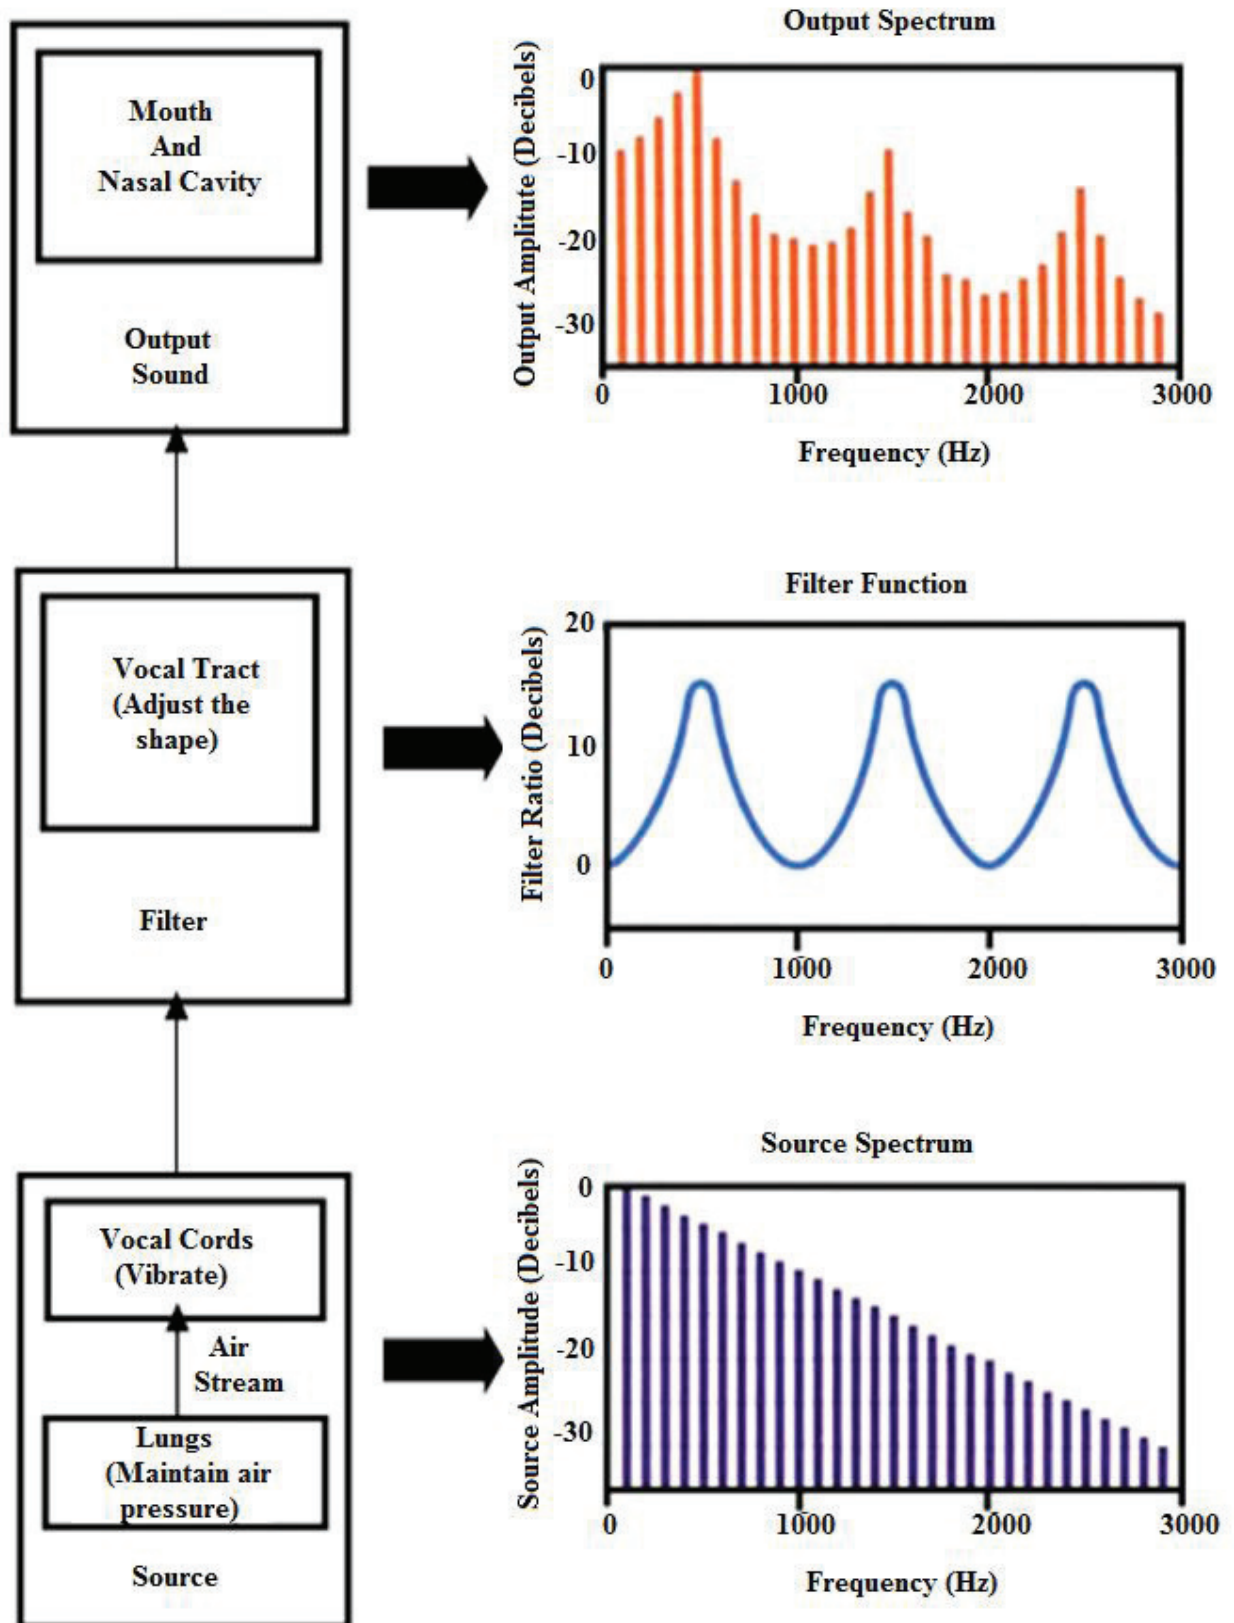 Output Spectrum
Mouth
And
Nasal Cavity
Output
Sound
Output Amplitute (Decibels)
0
-10
-20
-30
0
1000
2000
3000
Frequency (Hz)
Filter Function
Vocal Tract
(Adjust the
shape)
Filter
Filter Ratio (Decibels)
20
10
0
0
1000
2000
3000
Frequency (Hz)
Source Spectrum
Vocal Cords
(Vibrate)
Air
Stream
Lungs
(Maintain air
pressure)
Source
Source Amplitude (Decibels)
0
-10
-20
-30
0
1000
2000
3000
Frequency (Hz)